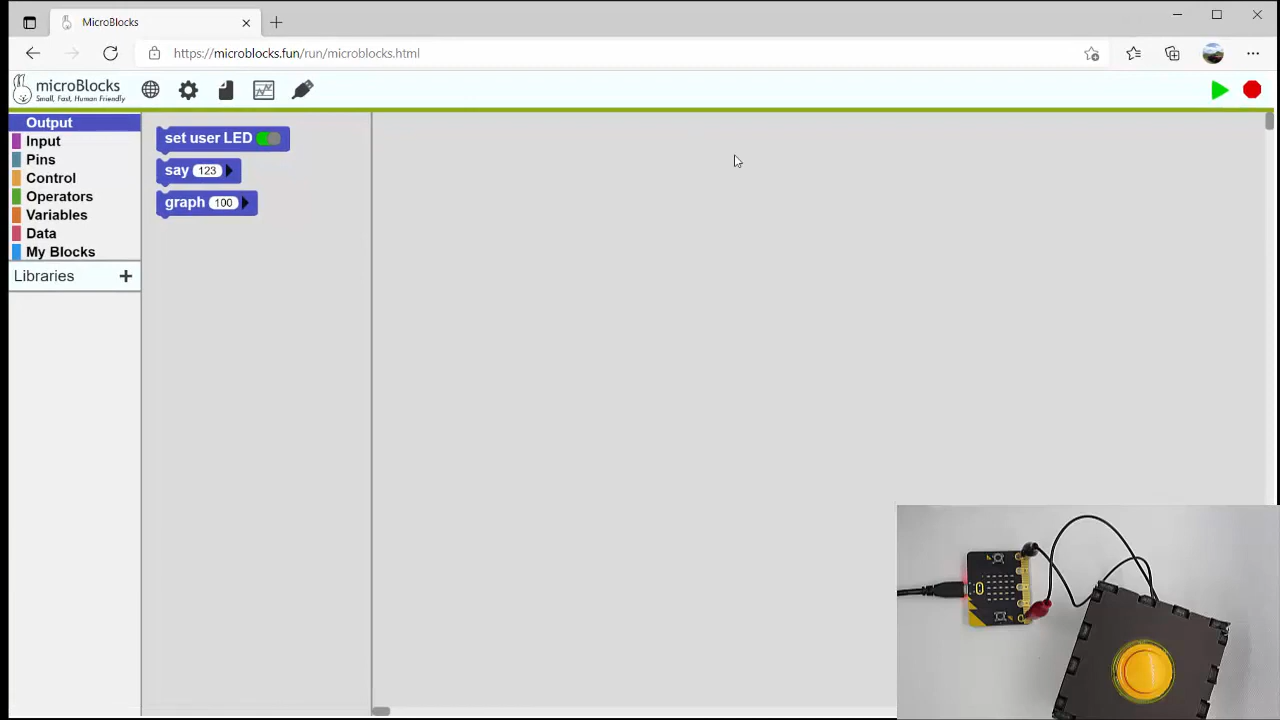 MicroBlocks
https://microblocks.fun/run/microblocks.html
microBlocks
Small, Fast, Human Friendly
Output
Input
Pins
Control
Operators
Variables
Data
My Blocks
Libraries +
set user LED
say 123
graph 100